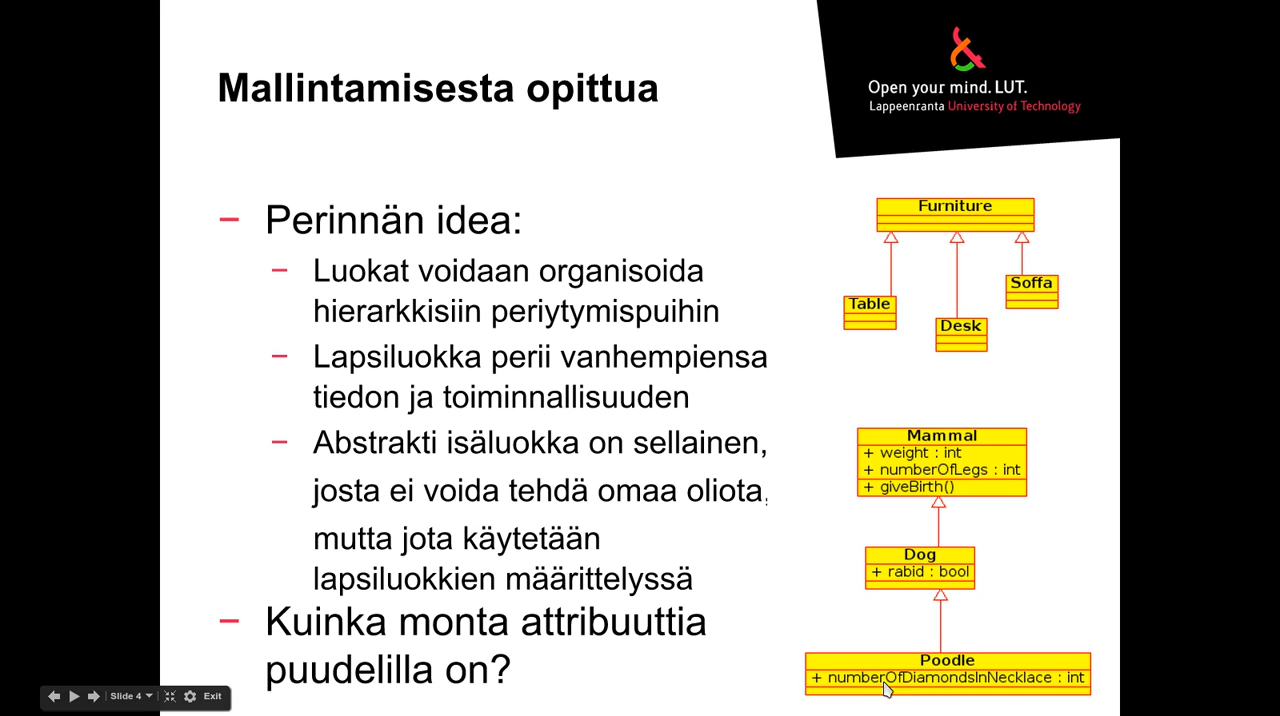 Mallintamisesta opittua
Open your mind. LUT.
Lappeenranta University of Technology
– Perinnän idea:
– Luokat voidaan organisoida
hierarkkisiin periytymispuihin
– Lapsiluokka perii vanhempiensa
tiedon ja toiminnallisuuden
– Abstrakti isäluokka on sellainen,
josta ei voida tehdä omaa oliota,
mutta jota käytetään
lapsiluokkien määrittelyssä
– Kuinka monta attribuuttia
puudelilla on?
Furniture
Table
Desk
Soffa
Mammal
+ weight : int
+ numberOfLegs : int
+ giveBirth()
Dog
+ rabid : bool
Poodle
+ numberOfDiamondsInNecklace : int
Slide 4
Exit